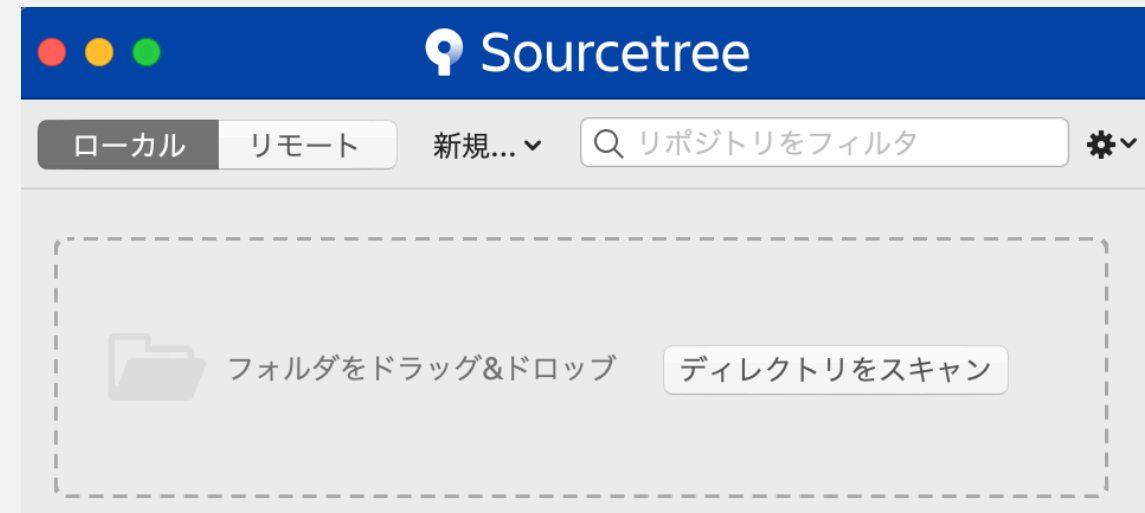 Sourcetree
ローカル リモート 新規... リポジトリをフィルタ
フォルダをドラッグ&ドロップ ディレクトリをスキャン